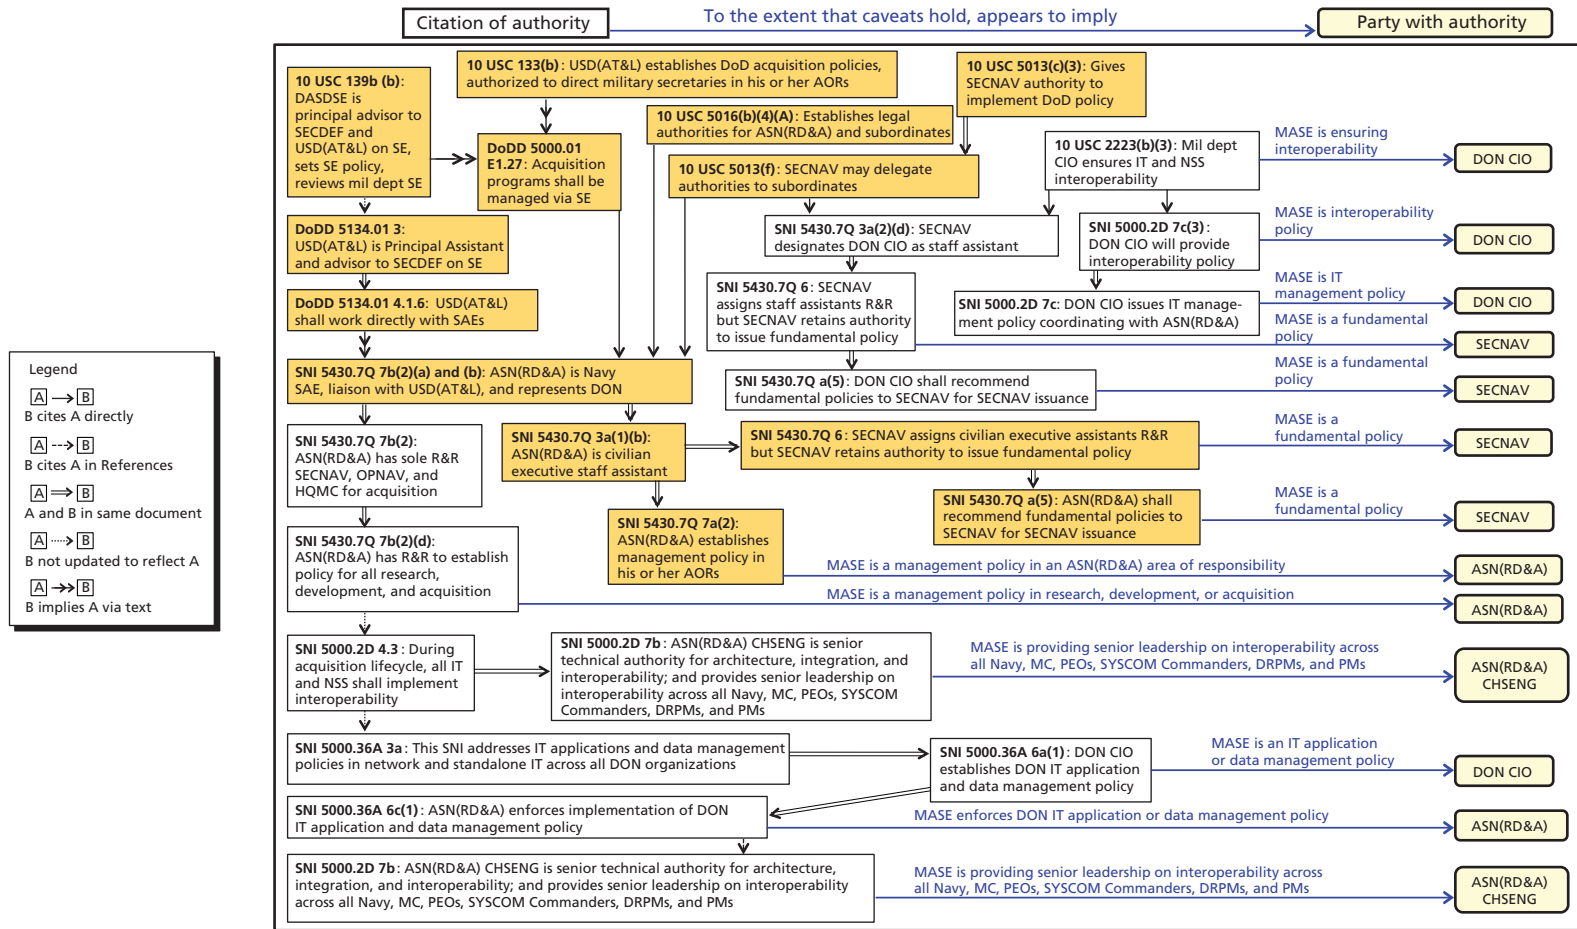 Citation of authority
To the extent that caveats hold, appears to imply
Party with authority
10 USC 139b (b):
DASDSE is
principal advisor to
SECDEF and
USD(AT&L) on SE,
sets SE policy,
reviews mil dept SE
10 USC 133(b): USD(AT&L) establishes DoD acquisition policies,
authorized to direct military secretaries in his or her AORs
10 USC 5013(c)(3): Gives
SECNAV authority to
implement DoD policy
10 USC 5016(b)(4)(A): Establishes legal
authorities for ASN(RD&A) and subordinates
DoDD 5000.01
E1.27: Acquisition
programs shall be
managed via SE
10 USC 5013(f): SECNAV may delegate
authorities to subordinates
10 USC 2223(b)(3): Mil dept
CIO ensures IT and NSS
interoperability
MASE is ensuring
interoperability
DON CIO
DoDD 5134.01 3:
USD(AT&L) is Principal Assistant
and advisor to SECDEF on SE
SNI 5430.7Q 3a(2)(d): SECNAV
designates DON CIO as staff assistant
SNI 5000.2D 7c(3):
DON CIO will provide
interoperability policy
MASE is interoperability
policy
DON CIO
DoDD 5134.01 4.1.6: USD(AT&L)
shall work directly with SAEs
SNI 5430.7Q 6: SECNAV
assigns staff assistants R&R
but SECNAV retains authority
to issue fundamental policy
SNI 5000.2D 7c: DON CIO issues IT manage-
ment policy coordinating with ASN(RD&A)
MASE is IT
management policy
DON CIO
MASE is a fundamental
policy
SECNAV
SNI 5430.7Q 7b(2)(a) and (b): ASN(RD&A) is Navy
SAE, liaison with USD(AT&L), and represents DON
SNI 5430.7Q a(5): DON CIO shall recommend
fundamental policies to SECNAV for SECNAV issuance
MASE is a fundamental
policy
SECNAV
SNI 5430.7Q 7b(2):
ASN(RD&A) has sole R&R
SECNAV, OPNAV, and
HQMC for acquisition
SNI 5430.7Q 3a(1)(b):
ASN(RD&A) is civilian
executive staff assistant
SNI 5430.7Q 6: SECNAV assigns civilian executive assistants R&R
but SECNAV retains authority to issue fundamental policy
MASE is a
fundamental policy
SECNAV
SNI 5430.7Q 7a(2):
ASN(RD&A) establishes
management policy in
his or her AORs
SNI 5430.7Q a(5): ASN(RD&A) shall
recommend fundamental policies to
SECNAV for SECNAV issuance
MASE is a
fundamental policy
SECNAV
SNI 5430.7Q 7b(2)(d):
ASN(RD&A) has R&R to establish
policy for all research,
development, and acquisition
MASE is a management policy in an ASN(RD&A) area of responsibility
ASN(RD&A)
MASE is a management policy in research, development, or acquisition
ASN(RD&A)
SNI 5000.2D 4.3: During
acquisition lifecycle, all IT
and NSS shall implement
interoperability
SNI 5000.2D 7b: ASN(RD&A) CHSENG is senior
technical authority for architecture, integration, and
interoperability; and provides senior leadership on
interoperability across all Navy, MC, PEOs, SYSCOM
Commanders, DRPMs, and PMs
MASE is providing senior leadership on interoperability across
all Navy, MC, PEOs, SYSCOM Commanders, DRPMs, and PMs
ASN(RD&A)
CHSENG
SNI 5000.36A 3a: This SNI addresses IT applications and data management
policies in network and standalone IT across all DON organizations
SNI 5000.36A 6a(1): DON CIO
establishes DON IT application
and data management policy
MASE is an IT application
or data management policy
DON CIO
SNI 5000.36A 6c(1): ASN(RD&A) enforces implementation of DON
IT application and data management policy
MASE enforces DON IT application or data management policy
ASN(RD&A)
SNI 5000.2D 7b: ASN(RD&A) CHSENG is senior technical authority for architecture,
integration, and interoperability; and provides senior leadership on interoperability
across all Navy, MC, PEOs, SYSCOM Commanders, DRPMs, and PMs
MASE is providing senior leadership on interoperability across
all Navy, MC, PEOs, SYSCOM Commanders, DRPMs, and PMs
ASN(RD&A)
CHSENG
Legend
A B
B cites A directly
A B
B cites A in References
A B
A and B in same document
A B
B not updated to reflect A
A B
B implies A via text